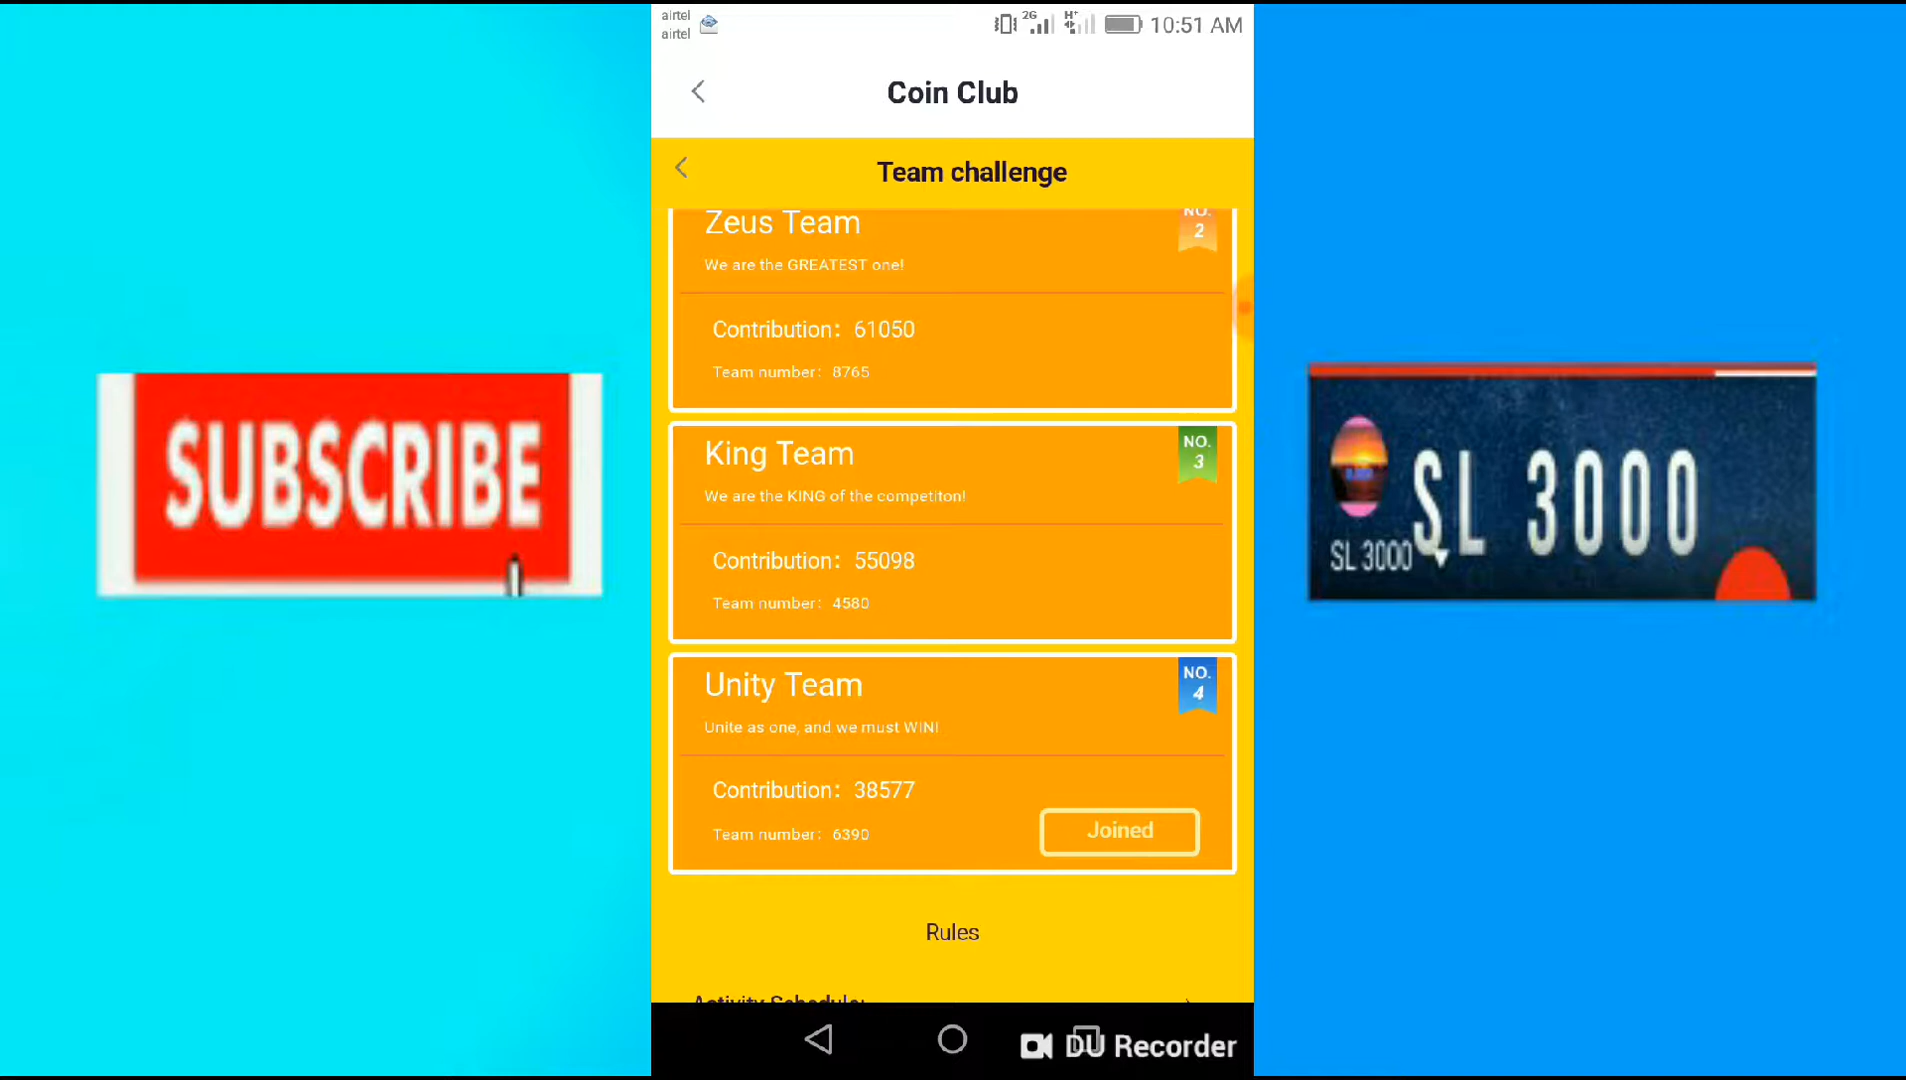 airtel
airtel
2G
H+
10:51 AM
Coin Club
Team challenge
Zeus Team
NO.
2
We are the GREATEST one!
Contribution: 61050
Team number: 8765
King Team
NO.
3
We are the KING of the competiton!
Contribution: 55098
Team number: 4580
Unity Team
NO.
4
Unite as one, and we must WIN!
Contribution: 38577
Team number: 6390
Joined
Rules
Activity Schedule:
DU Recorder
SUBSCRIBE
SL 3000
SL 3000